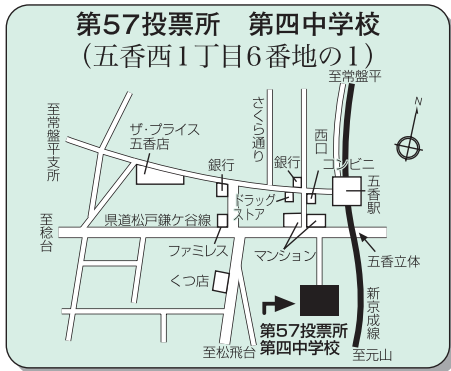 第57投票所　第四中学校
（五香西1丁目6番地の1）
至常盤平
N
至常盤平支所
ザ・プライス
五香店
さくら通り
西口
銀行
銀行
コンビニ
ドラッグ
ストア
五香駅
至稔台
県道松戸鎌ケ谷線
ファミレス
マンション
五香立体
くつ店
新京成線
第57投票所
第四中学校
至松飛台
至元山